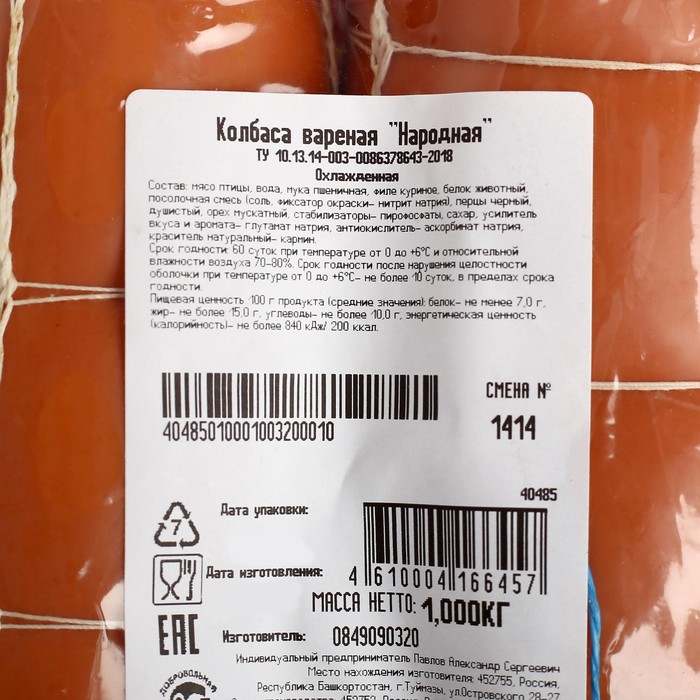 Колбаса вареная "Народная"
ТУ 10.13.14-003-0086378643-2018
Охлажденная
Состав: мясо птицы, вода, мука пшеничная, филе куриное, белок животный,
посолочная смесь (соль, фиксатор окраски- нитрит натрия), перцы черный,
душистый, орех мускатный, стабилизаторы- пирофосфаты, сахар, усилитель
вкуса и аромата- глутамат натрия, антиокислитель- аскорбинат натрия,
краситель натуральный- кармин.
Срок годности: 60 суток при температуре от 0 до +6°С и относительной
влажности воздуха 70-80%. Срок годности после нарушения целостности
оболочки при температуре от 0 до +6°С- не более 10 суток, в пределах срока
годности.
Пищевая ценность 100 г продукта (средние значения): белок- не менее 7,0 г,
жир- не более 15,0 г, углеводы- не более 10,0 г, энергетическая ценность
(калорийность)- не более 840 кДж/ 200 ккал.
СМЕНА №
40485010001003200010
1414
40485
7
Дата упаковки:
Дата изготовления:
4 610004 166457
МАССА НЕТТО: 1,000КГ
EAC
Изготовитель: 0849090320
Индивидуальный предприниматель Павлов Александр Сергеевич
Место нахождения изготовителя: 452755, Россия,
Республика Башкортостан, г.Туймазы, ул.Островского 28-27
ДОБРОВОЛЬНАЯ